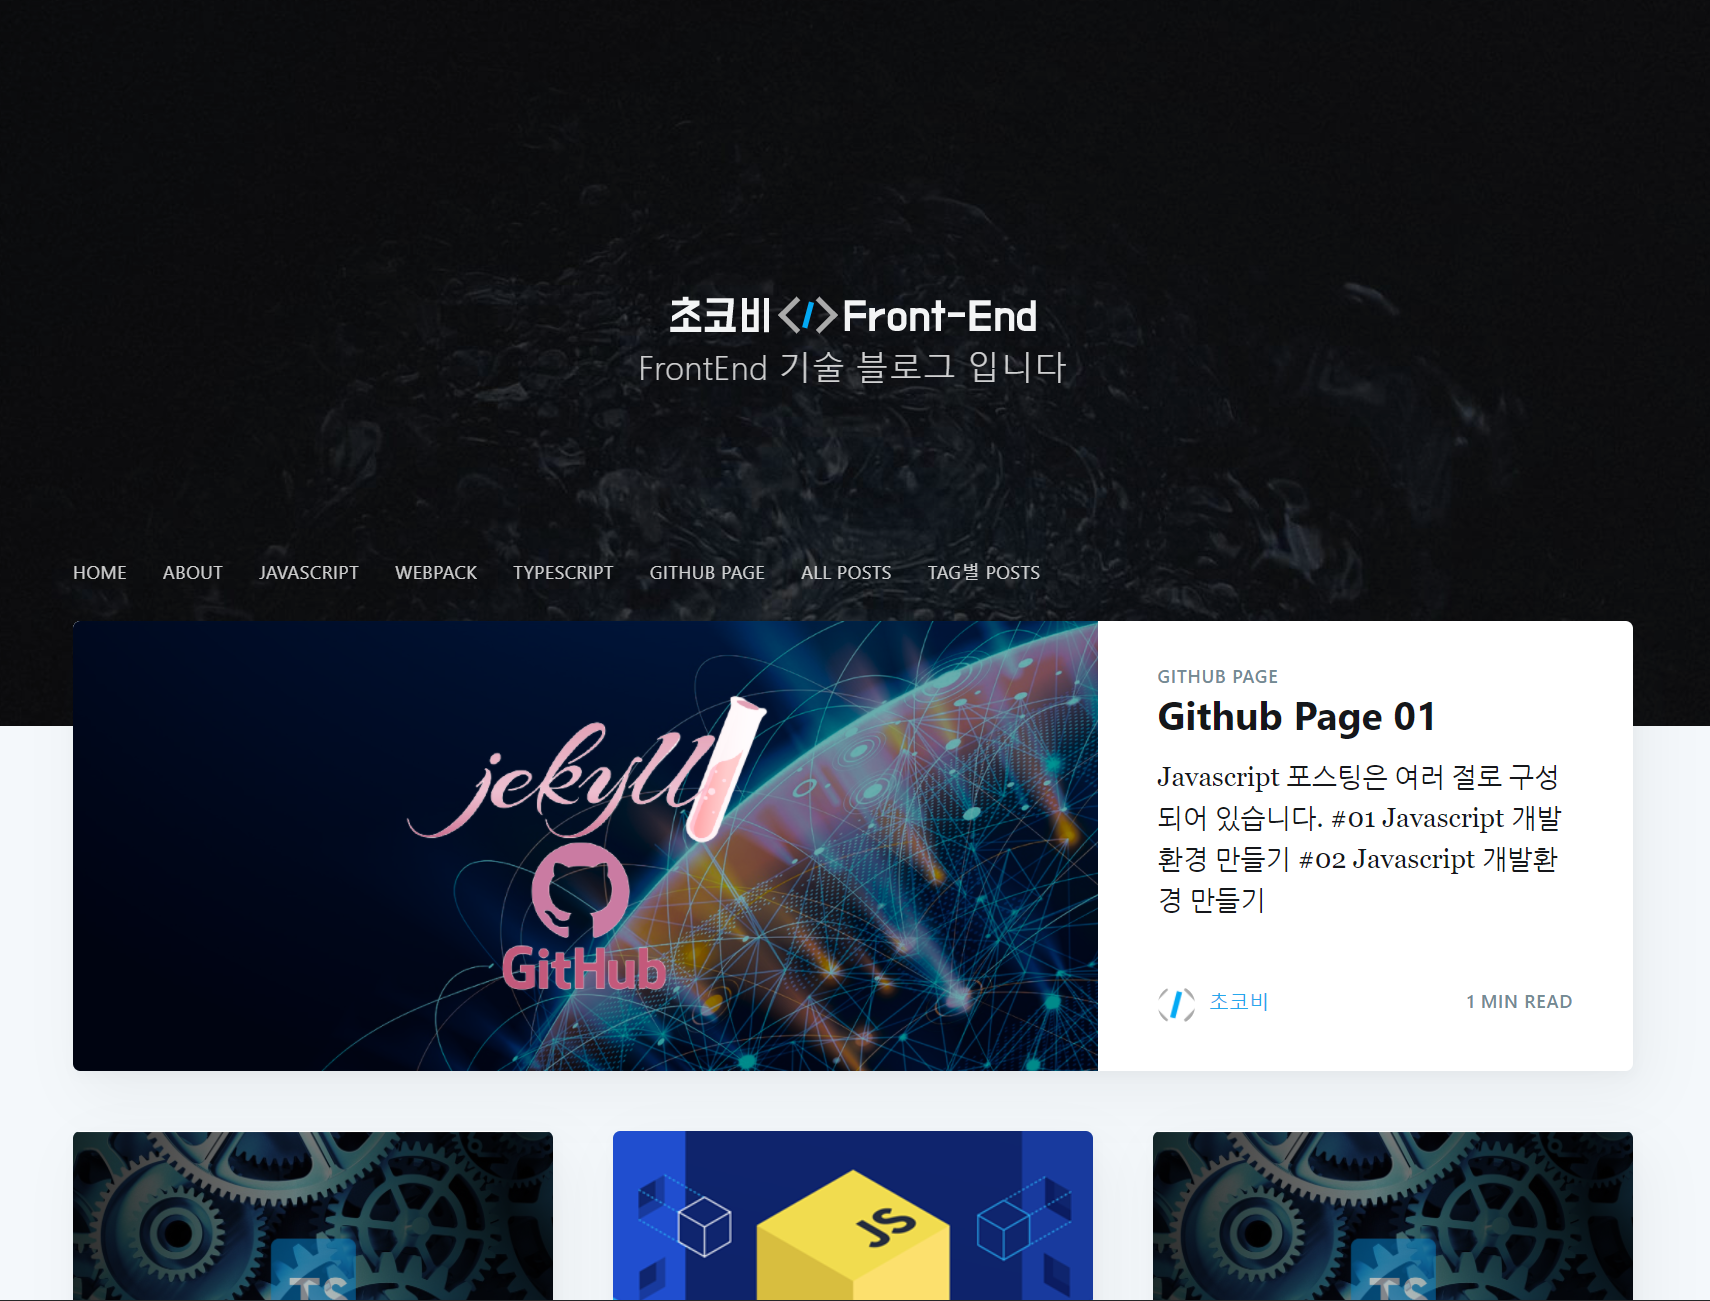 초코비</>Front-End
FrontEnd 기술 블로그 입니다
HOME ABOUT JAVASCRIPT WEBPACK TYPESCRIPT GITHUB PAGE ALL POSTS TAG별 POSTS
jekyll
GitHub
GITHUB PAGE
Github Page 01
Javascript 포스팅은 여러 절로 구성
되어 있습니다. #01 Javascript 개발
환경 만들기 #02 Javascript 개발환
경 만들기
초코비
1 MIN READ
TS
JS
TS